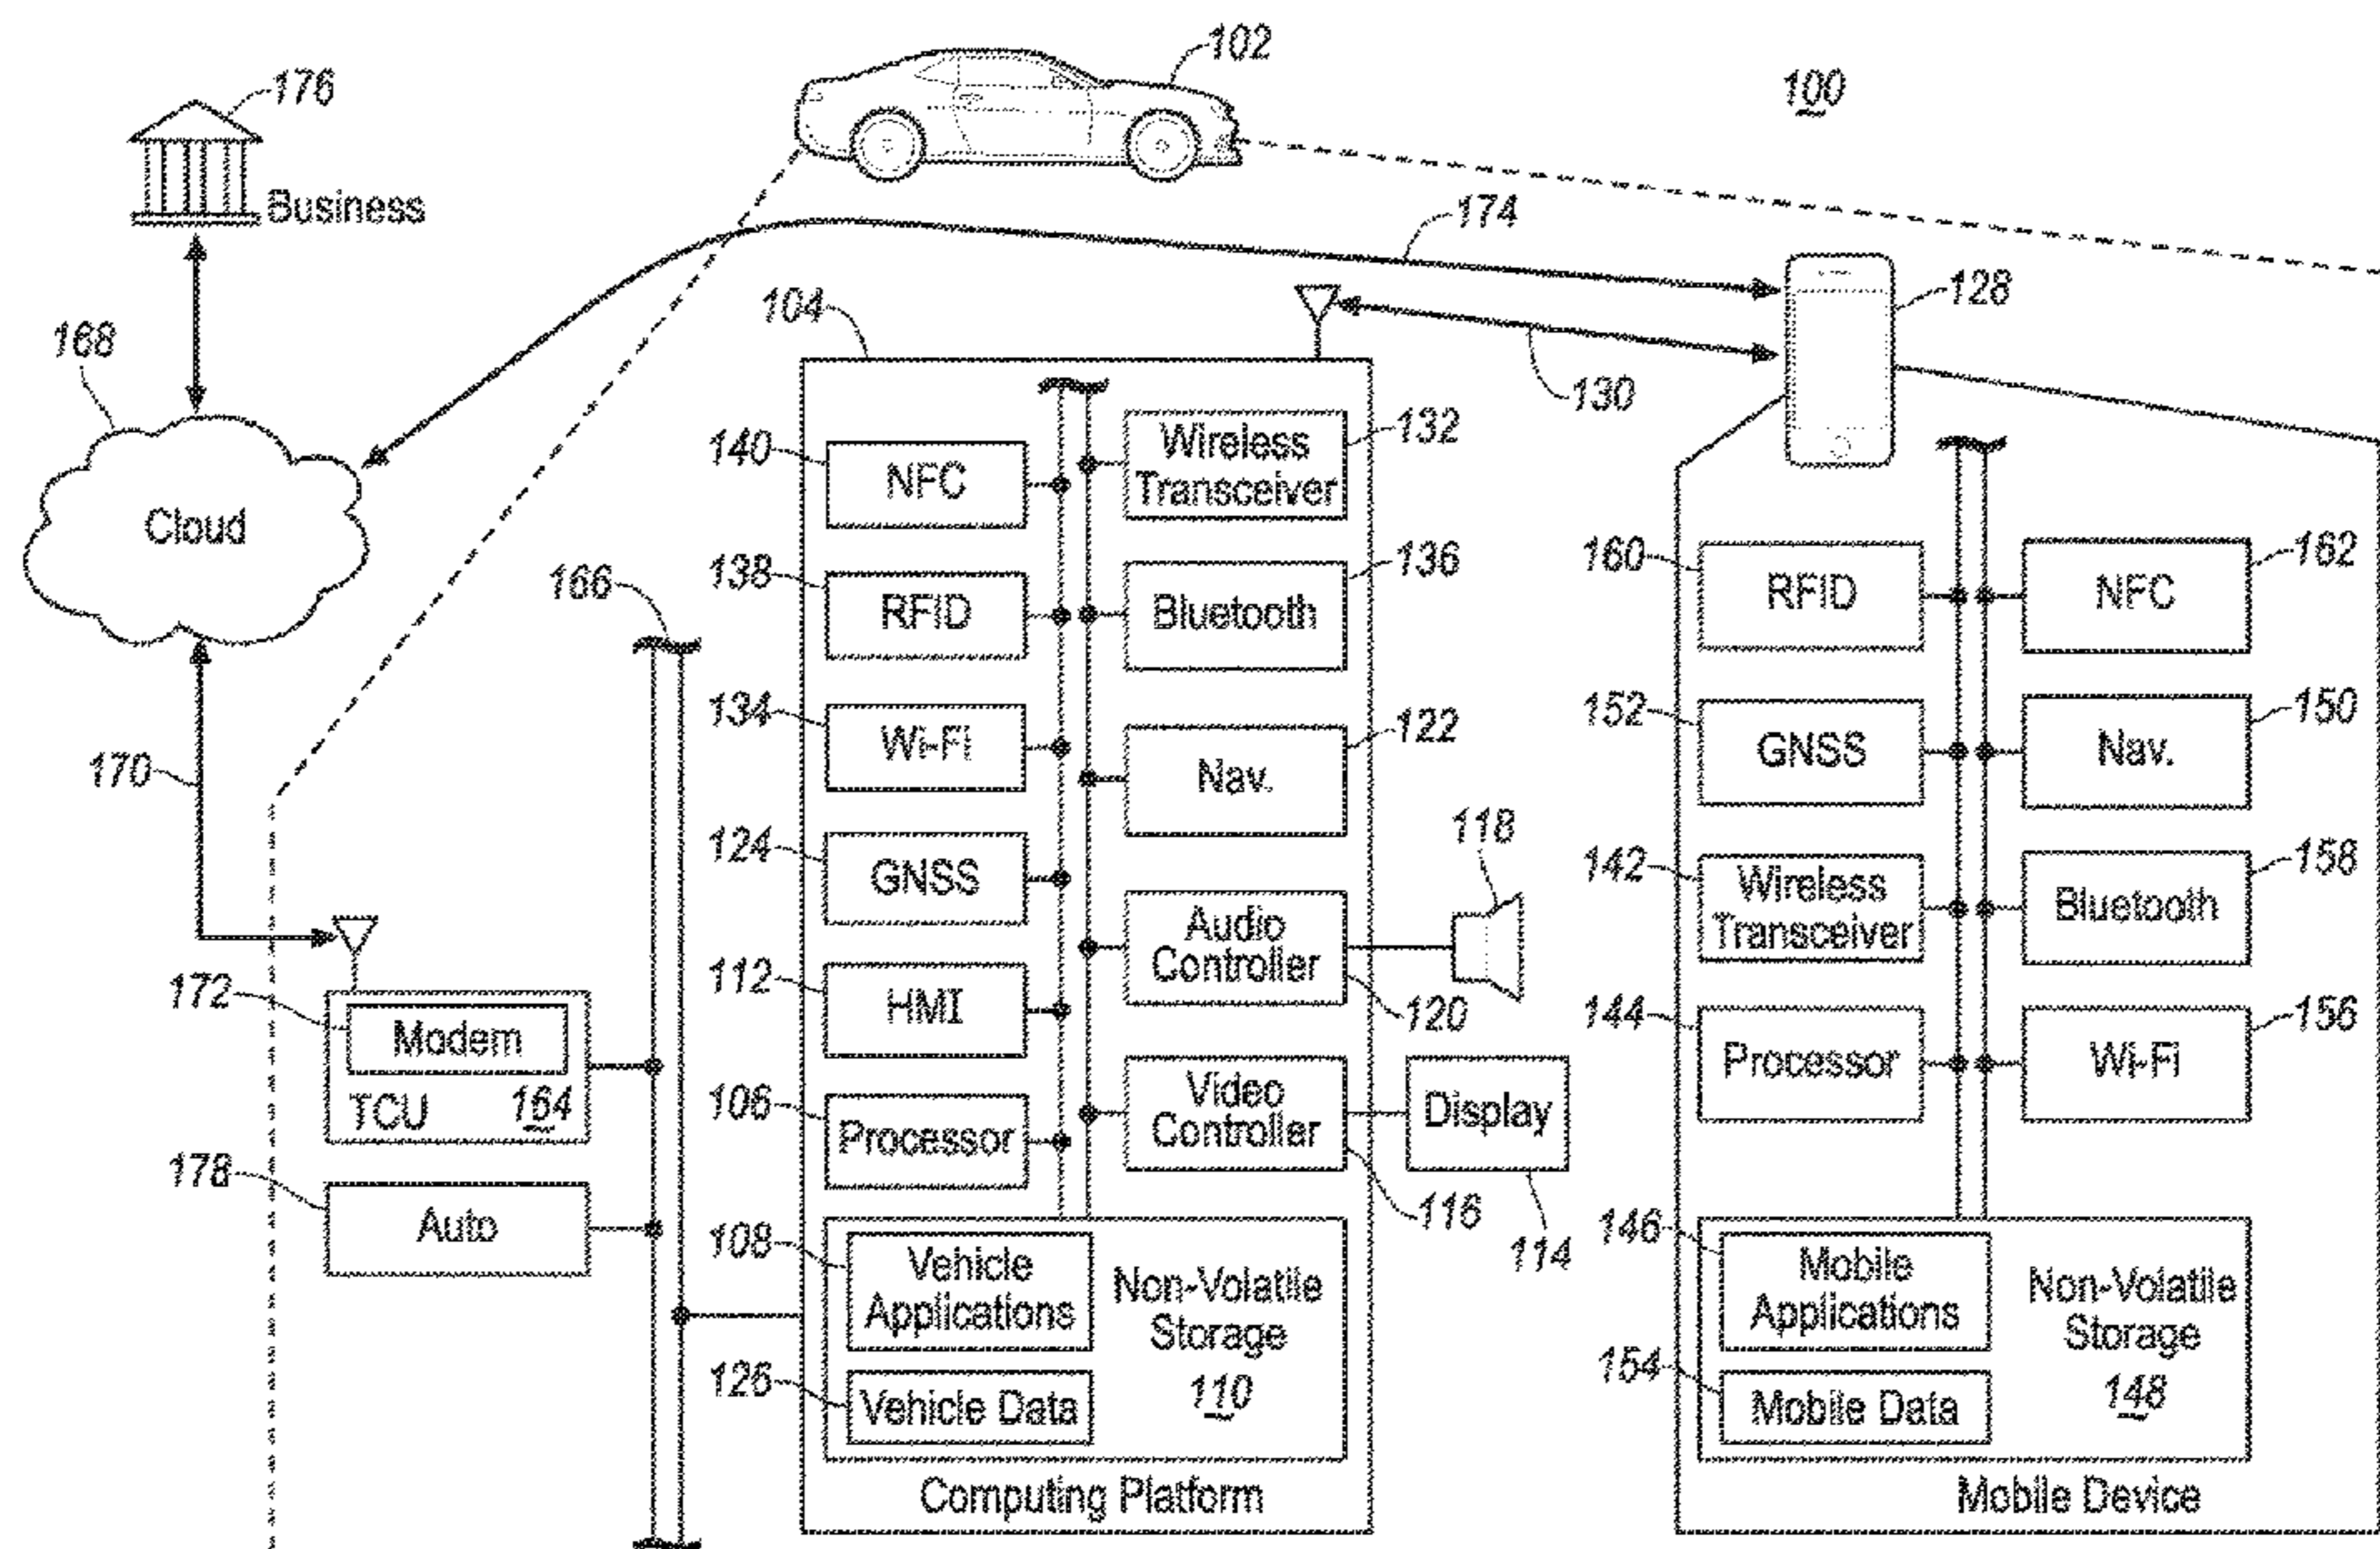 102
100
176
Business
174
128
104
168
130
140
NFC
Wireless
Transceiver
132
Cloud
166
138
RFID
Bluetooth
136
160
RFID
NFC
162
134
Wi-Fi
Nav.
122
152
GNSS
Nav.
150
170
124
GNSS
118
142
Wireless
Transceiver
Bluetooth
158
Audio
Controller
172
Modem
112
HMI
120
144
Processor
Wi-Fi
156
TCU
164
106
Processor
Video
Controller
Display
178
Auto
116
114
108
Vehicle
Applications
Non-Volatile
Storage
110
146
Mobile
Applications
Non-Volatile
Storage
148
126
Vehicle Data
154
Mobile Data
Computing Platform
Mobile Device